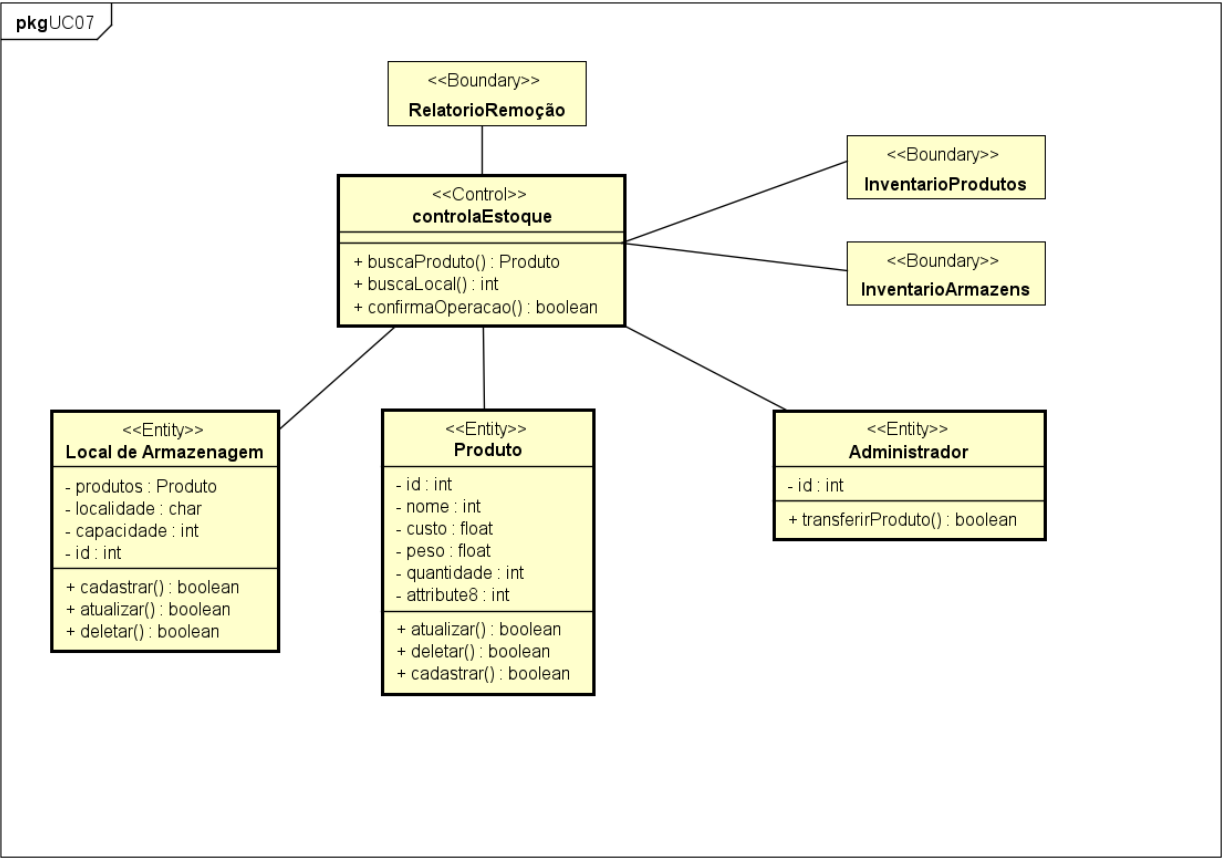 pkgUC07
<<Boundary>>
RelatorioRemoção
<<Boundary>>
InventarioProdutos
<<Control>>
controlaEstoque
+ buscaProduto() : Produto
+ buscaLocal() : int
+ confirmaOperacao() : boolean
<<Boundary>>
InventarioArmazens
<<Entity>>
Local de Armazenagem
- produtos : Produto
- localidade : char
- capacidade : int
- id : int
+ cadastrar() : boolean
+ atualizar() : boolean
+ deletar() : boolean
<<Entity>>
Produto
- id : int
- nome : int
- custo : float
- peso : float
- quantidade : int
- attribute8 : int
+ atualizar() : boolean
+ deletar() : boolean
+ cadastrar() : boolean
<<Entity>>
Administrador
- id : int
+ transferirProduto() : boolean